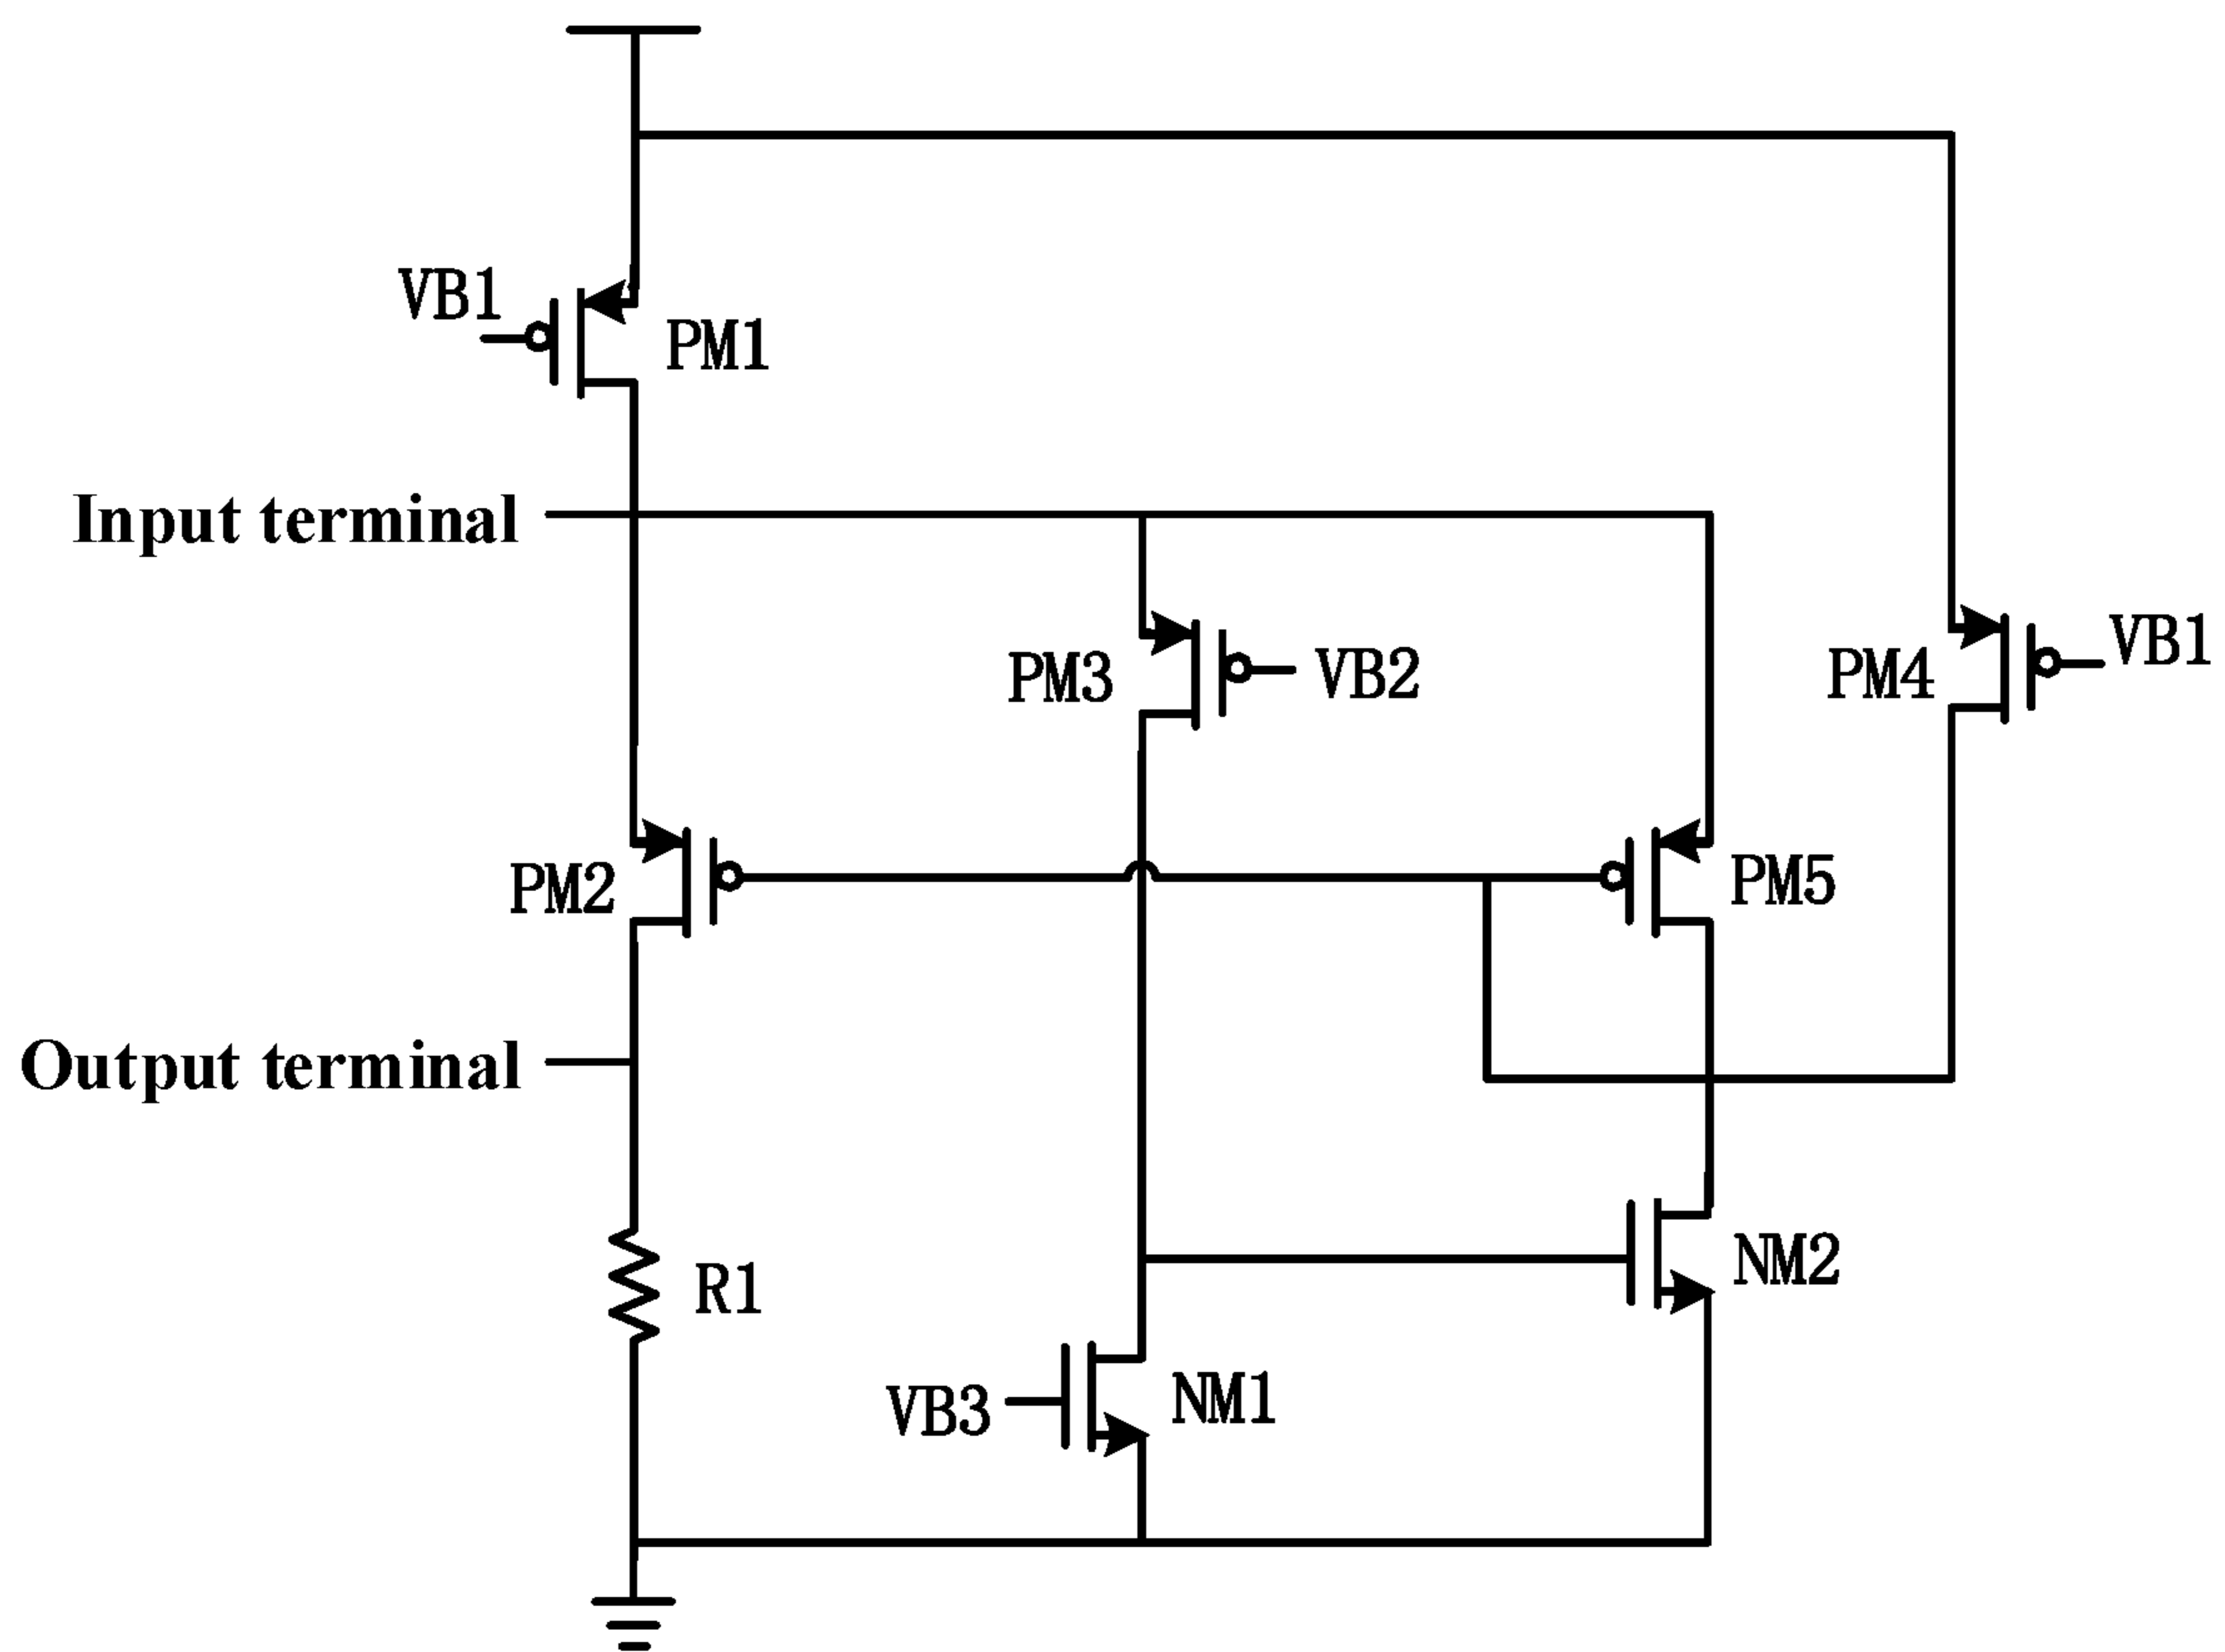 VB1
PM1
Input terminal
PM3
VB2
PM4
VB1
PM2
PM5
Output terminal
R1
NM2
VB3
NM1